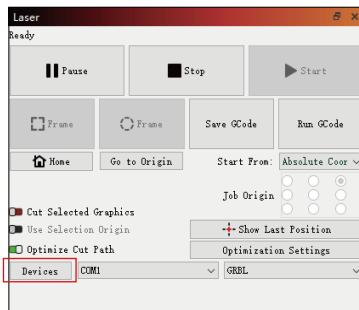 Laser
Ready
Pause
Stop
Start
Frame
Frame
Save GCode
Run GCode
Home
Go to Origin
Start From:
Absolute Coor
Job Origin
Cut Selected Graphics
Use Selection Origin
Show Last Position
Optimize Cut Path
Optimization Settings
Devices
COM1
GRBL